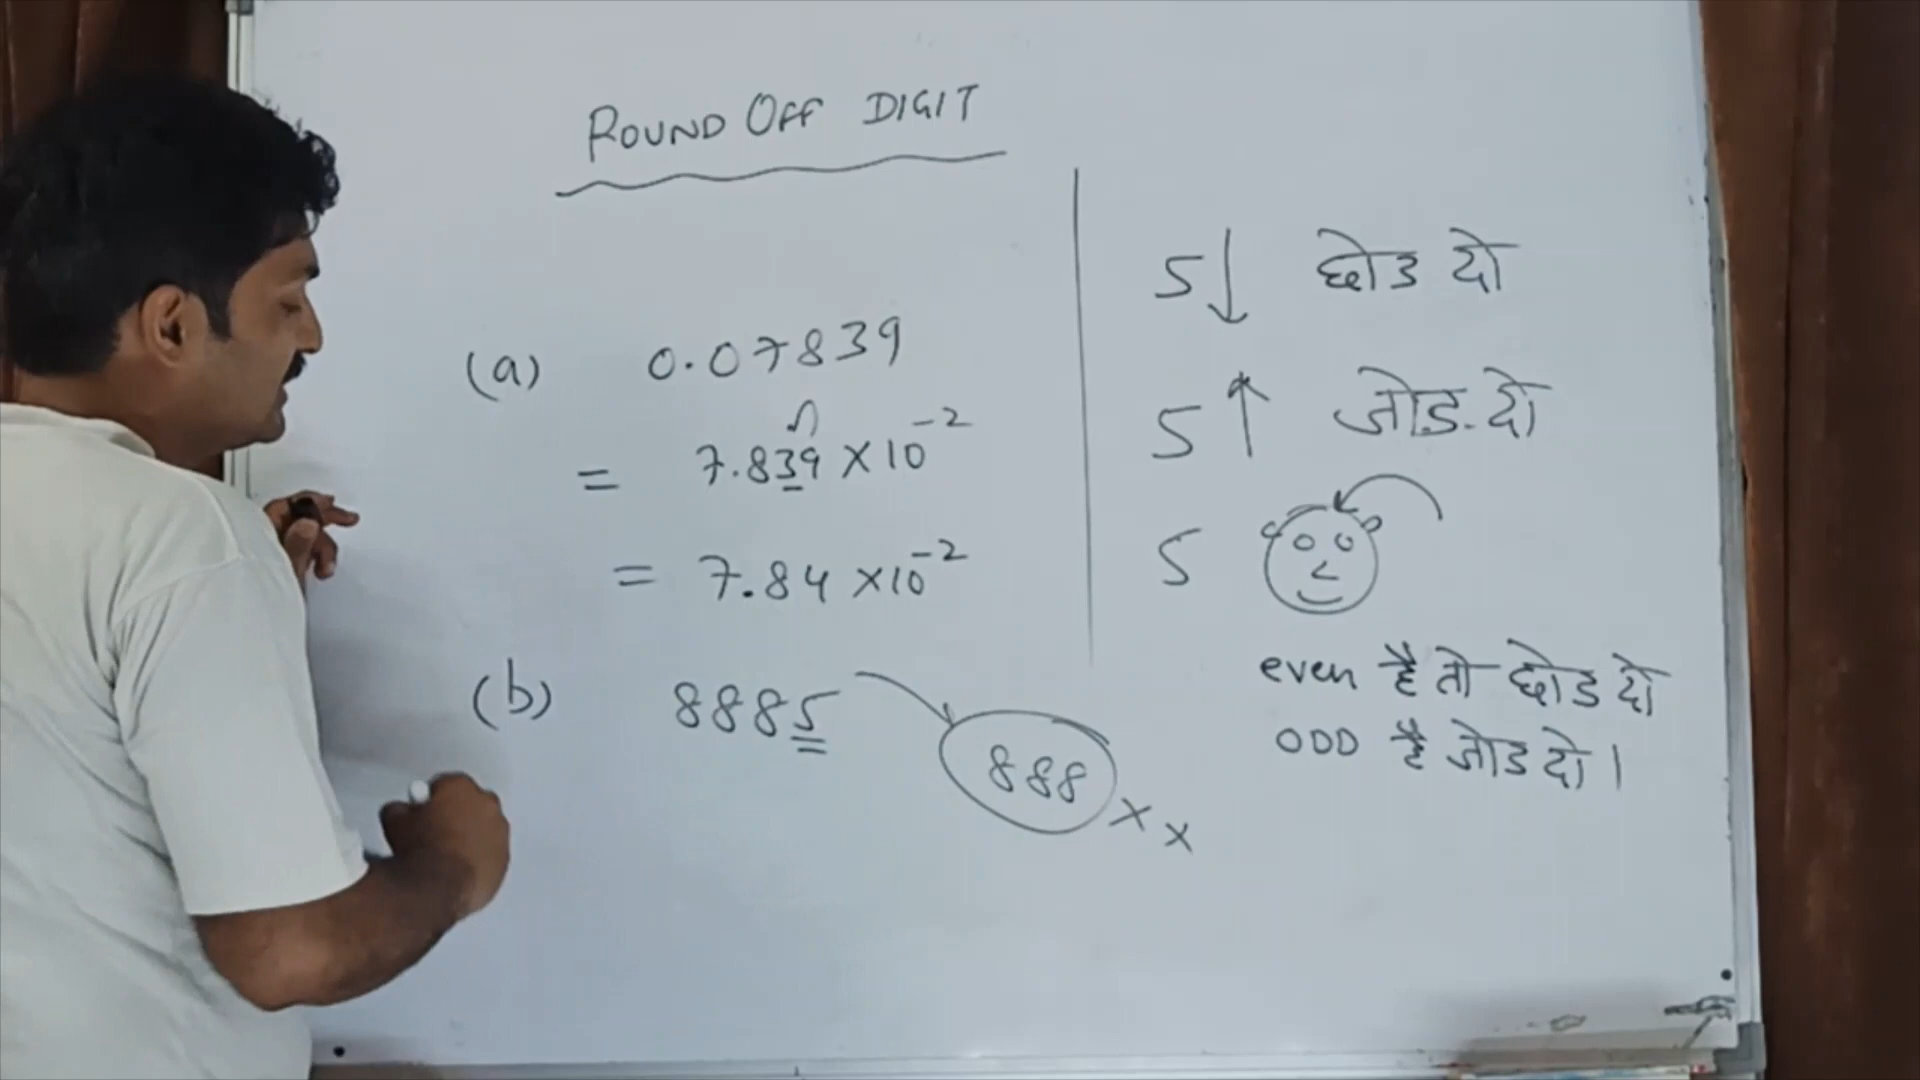 ROUND OFF DIGIT
(a) 0.07839
= 7.839 × 10⁻²
= 7.84 × 10⁻²
(b) 8885
888 × ×
5↓ छोड दो
5↑ जोड.दो
5
even है तो छोड दो
ODD है जोड दो।